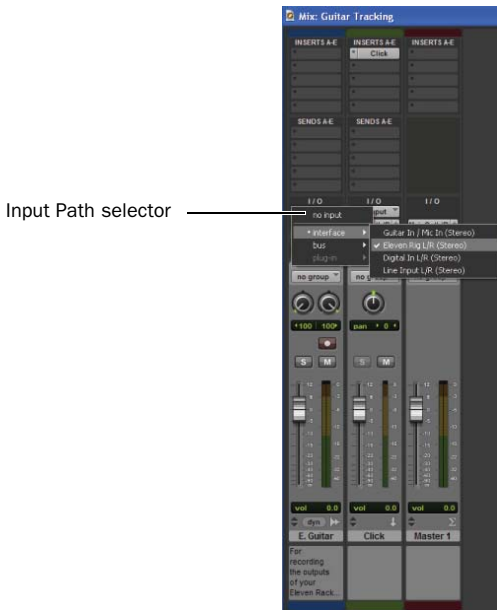 Mix: Guitar Tracking
INSERTS A-E INSERTS A-E INSERTS A-E
Click
SENDS A-E SENDS A-E
Input Path selector
I / O I / O I / O
no input
interface
bus
plug-in
Guitar In / Mic In (Stereo)
Eleven Rig L/R (Stereo)
Digital In L/R (Stereo)
Line Input L/R (Stereo)
no group no g
100 100 pan 0
S M S M
vol 0.0 vol 0.0 vol 0.0
dyn
E. Guitar Click Master 1
For
recording
the outputs
of your
Eleven Rack...